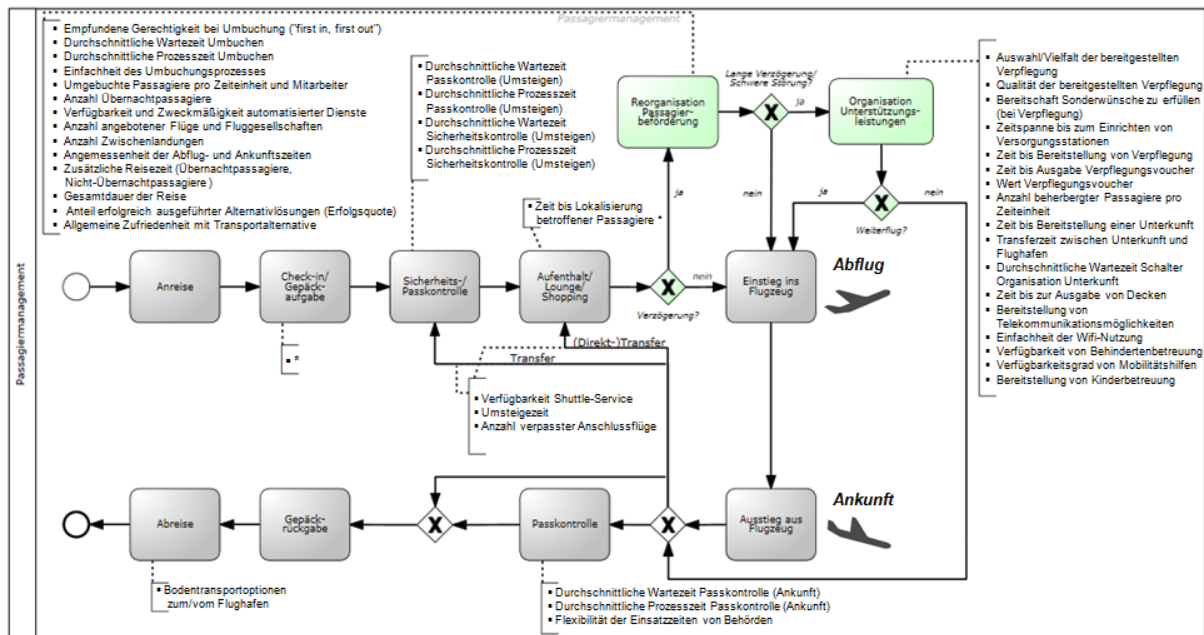 Passagiermanagement
Passagiermanagement
▪ Empfundene Gerechtigkeit bei Umbuchung ("first in, first out")
▪ Durchschnittliche Wartezeit Umbuchen
▪ Durchschnittliche Prozesszeit Umbuchen
▪ Einfachheit des Umbuchungsprozesses
▪ Umgebuchte Passagiere pro Zeiteinheit und Mitarbeiter
▪ Anzahl Übernachtpassagiere
▪ Verfügbarkeit und Zweckmäßigkeit automatisierter Dienste
▪ Anzahl angebotener Flüge und Fluggesellschaften
▪ Anzahl Zwischenlandungen
▪ Angemessenheit der Abflug- und Ankunftszeiten
▪ Zusätzliche Reisezeit (Übernachtpassagiere,
Nicht-Übernachtpassagiere)
▪ Gesamtdauer der Reise
▪ Anteil erfolgreich ausgeführter Alternativlösungen (Erfolgsquote)
▪ Allgemeine Zufriedenheit mit Transportalternative
▪ Durchschnittliche Wartezeit
Passkontrolle (Umsteigen)
▪ Durchschnittliche Prozesszeit
Passkontrolle (Umsteigen)
▪ Durchschnittliche Wartezeit
Sicherheitskontrolle (Umsteigen)
▪ Durchschnittliche Prozesszeit
Sicherheitskontrolle (Umsteigen)
Reorganisation
Passagier-
beförderung
Lange Verzögerung/
Schwere Störung?
ja
Organisation
Unterstützungs-
leistungen
▪ Auswahl/Vielfalt der bereitgestellten
Verpflegung
▪ Qualität der bereitgestellten Verpflegung
▪ Bereitschaft Sonderwünsche zu erfüllen
(bei Verpflegung)
▪ Zeitspanne bis zum Einrichten von
Versorgungsstationen
▪ Zeit bis Bereitstellung von Verpflegung
▪ Zeit bis Ausgabe Verpflegungsvoucher
▪ Wert Verpflegungsvoucher
▪ Anzahl beherbergter Passagiere pro
Zeiteinheit
▪ Zeit bis Bereitstellung einer Unterkunft
▪ Transferzeit zwischen Unterkunft und
Flughafen
▪ Durchschnittliche Wartezeit Schalter
Organisation Unterkunft
▪ Zeit bis zur Ausgabe von Decken
▪ Bereitstellung von
Telekommunikationsmöglichkeiten
▪ Einfachheit der Wifi-Nutzung
▪ Verfügbarkeit von Behindertenbetreuung
▪ Verfügbarkeitsgrad von Mobilitätshilfen
▪ Bereitstellung von Kinderbetreuung
ja
nein
ja
nein
Weiterflug?
▪ Zeit bis Lokalisierung
betroffener Passagiere *
Anreise
Check-in/
Gepäck-
aufgabe
Sicherheits-/
Passkontrolle
Aufenthalt/
Lounge/
Shopping
nein
Verzögerung?
Einstieg ins
Flugzeug
Abflug
▪ *
(Direkt-)Transfer
Transfer
▪ Verfügbarkeit Shuttle-Service
▪ Umsteigezeit
▪ Anzahl verpasster Anschlussflüge
Abreise
Gepäck-
rückgabe
Passkontrolle
Ausstieg aus
Flugzeug
Ankunft
▪ Bodentransportoptionen
zum/vom Flughafen
▪ Durchschnittliche Wartezeit Passkontrolle (Ankunft)
▪ Durchschnittliche Prozesszeit Passkontrolle (Ankunft)
▪ Flexibilität der Einsatzzeiten von Behörden